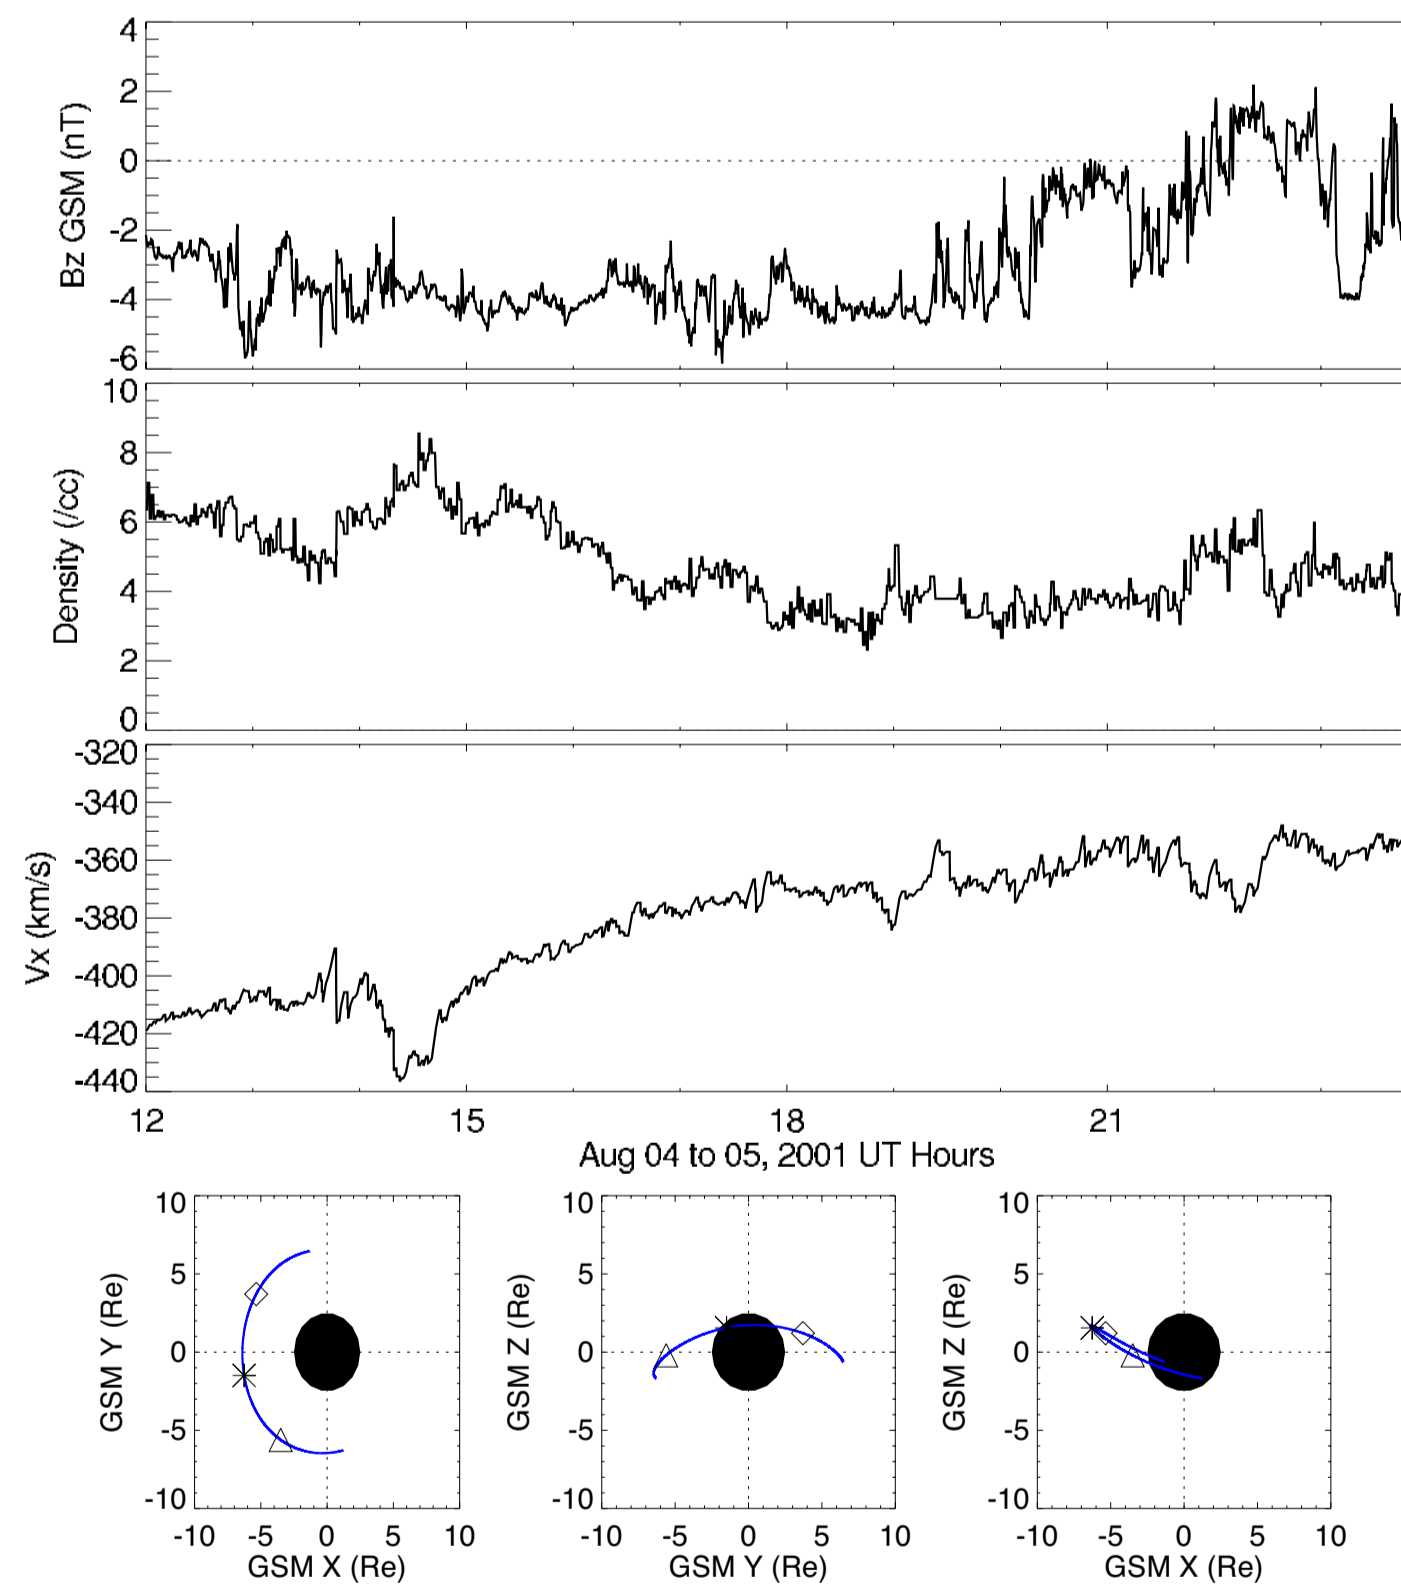 Bz GSM (nT)
4
2
0
-2
-4
-6
Density (/cc)
10
8
6
4
2
0
Vx (km/s)
-320
-340
-360
-380
-400
-420
-440
12 15 18 21
Aug 04 to 05, 2001 UT Hours
GSM Y (Re)
10
5
0
-5
-10
-10 -5 0 5 10
GSM X (Re)
GSM Z (Re)
10
5
0
-5
-10
-10 -5 0 5 10
GSM Y (Re)
GSM Z (Re)
10
5
0
-5
-10
-10 -5 0 5 10
GSM X (Re)